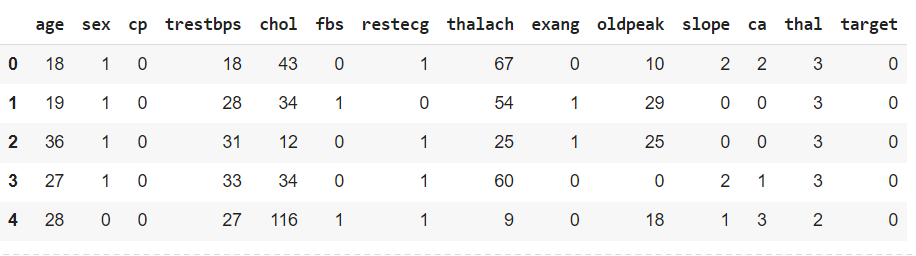 age sex cp trestbps chol fbs restecg thalach exang oldpeak slope ca thal target
0 18 1 0 18 43 0 1 67 0 10 2 2 3 0
1 19 1 0 28 34 1 0 54 1 29 0 0 3 0
2 36 1 0 31 12 0 1 25 1 25 0 0 3 0
3 27 1 0 33 34 0 1 60 0 0 2 1 3 0
4 28 0 0 27 116 1 1 9 0 18 1 3 2 0